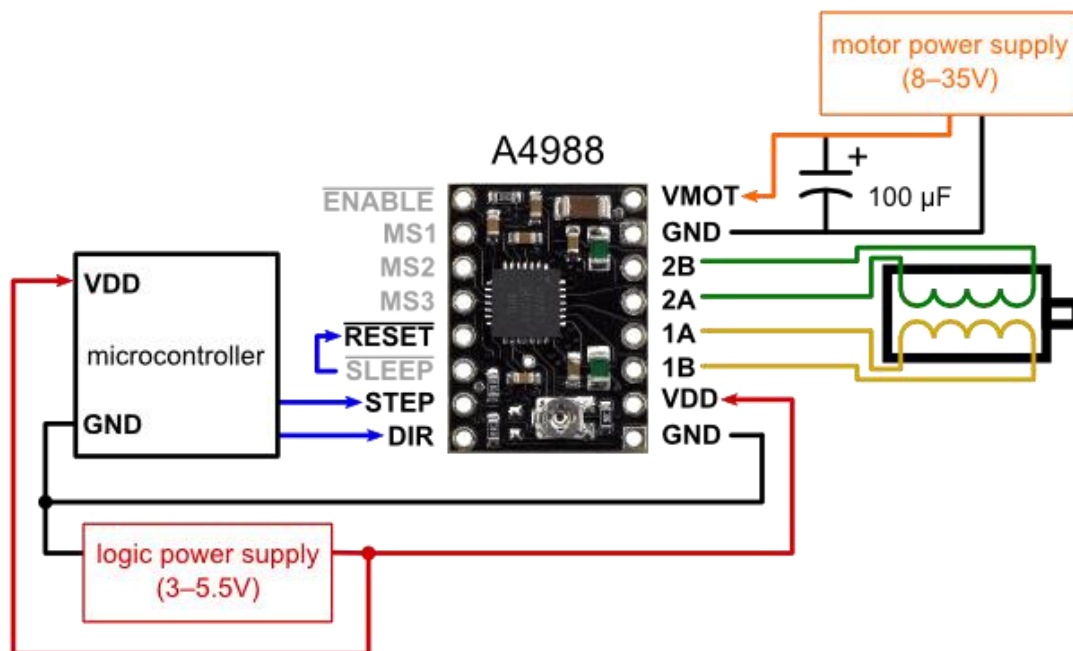 motor power supply
(8–35V)
A4988
ENABLE
VMOT
+
100 µF
MS1
GND
MS2
2B
MS3
2A
RESET
1A
SLEEP
1B
STEP
VDD
DIR
GND
VDD
microcontroller
GND
logic power supply
(3–5.5V)